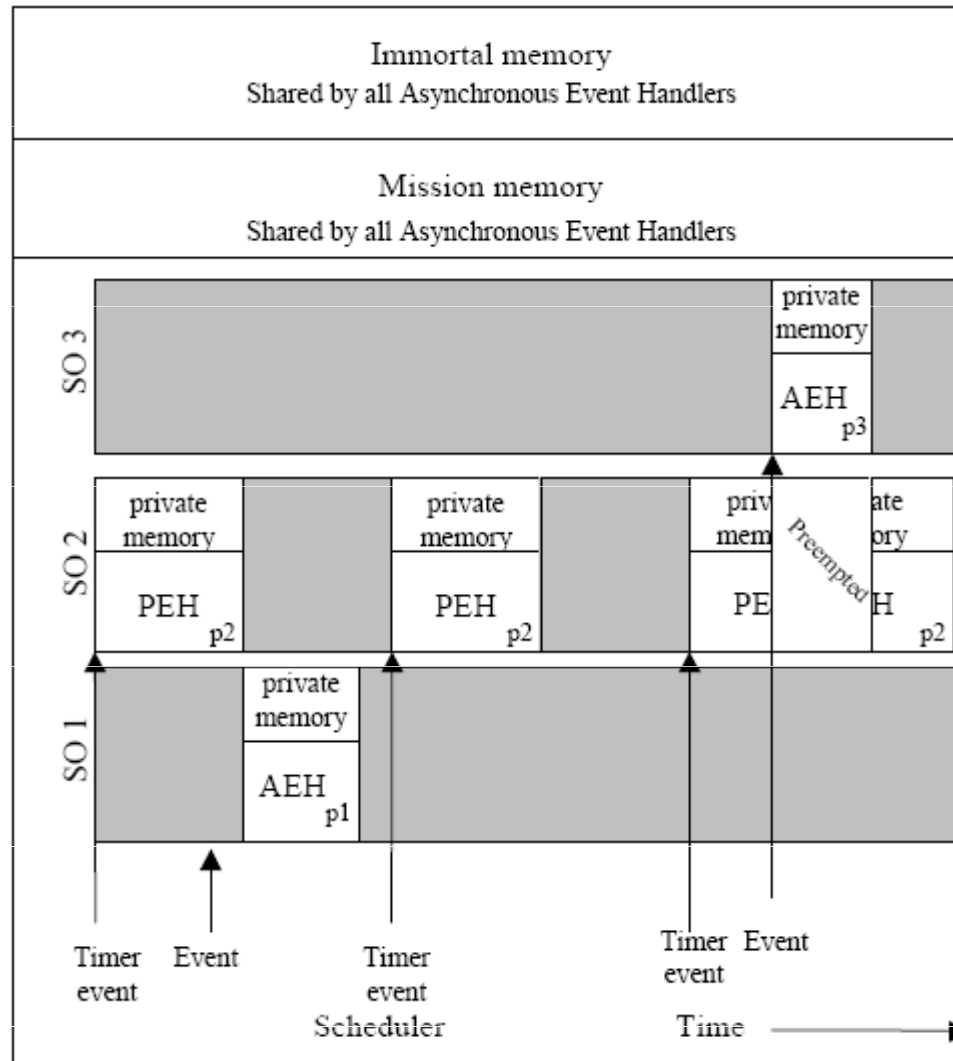 Immortal memory
Shared by all Asynchronous Event Handlers
Mission memory
Shared by all Asynchronous Event Handlers
SO 3
private
memory
AEH
p3
SO 2
private
memory
PEH
p2
private
memory
PEH
p2
priv
mem
PE
Preempted
ate
ory
H
p2
SO 1
private
memory
AEH
p1
Timer
event
Event
Timer
event
Timer
event
Event
Scheduler
Time